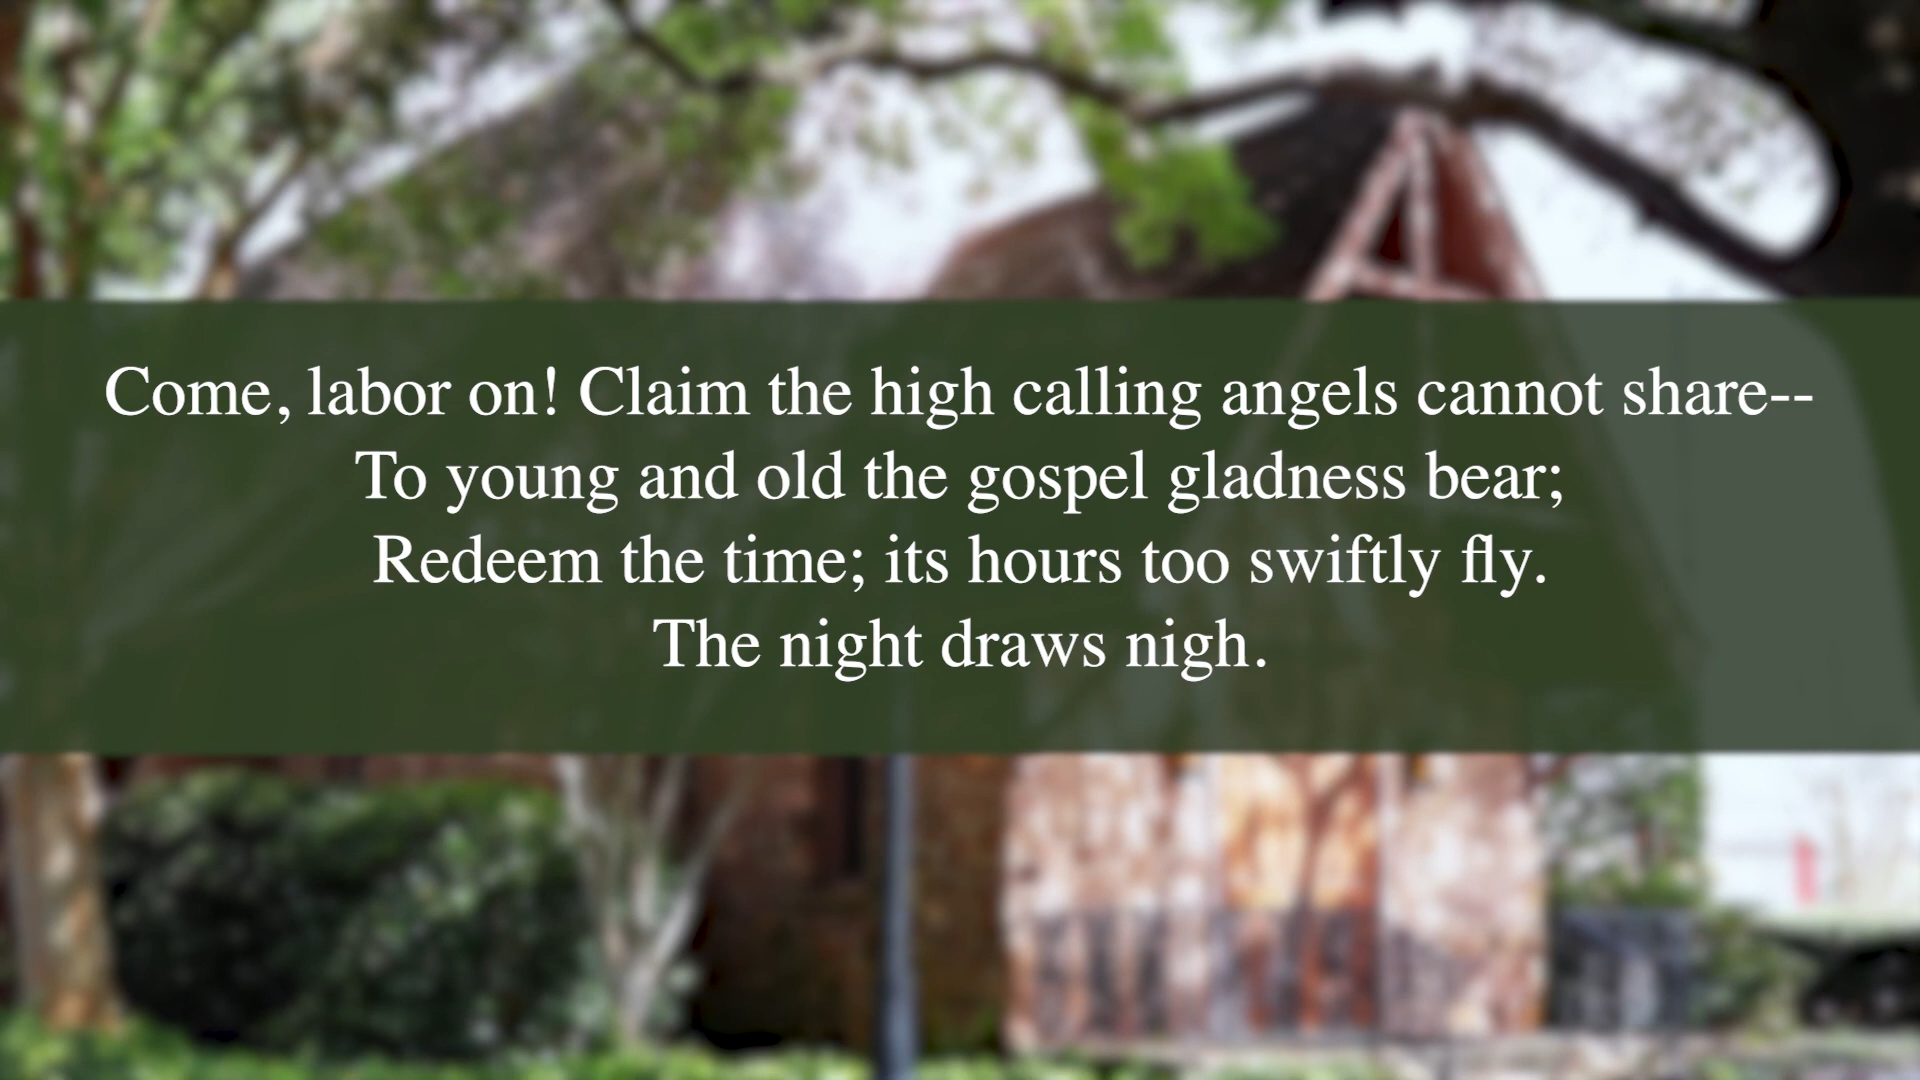 Come, labor on! Claim the high calling angels cannot share--
To young and old the gospel gladness bear;
Redeem the time; its hours too swiftly fly.
The night draws nigh.